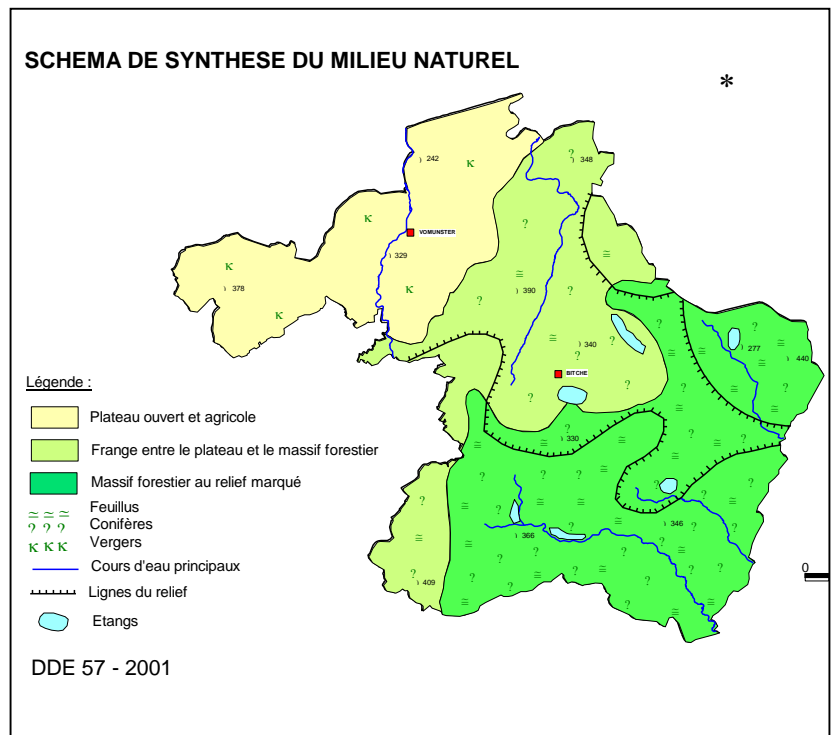 SCHEMA DE SYNTHESE DU MILIEU NATUREL
*
242
348
VOMUNSTER
329
378
390
340
277
440
BITCHE
330
346
366
409
Légende :
Plateau ouvert et agricole
Frange entre le plateau et le massif forestier
Massif forestier au relief marqué
≈ ≈ ≈ Feuillus
? ? ? Conifères
K K K Vergers
Cours d'eau principaux
Lignes du relief
Etangs
0
DDE 57 - 2001